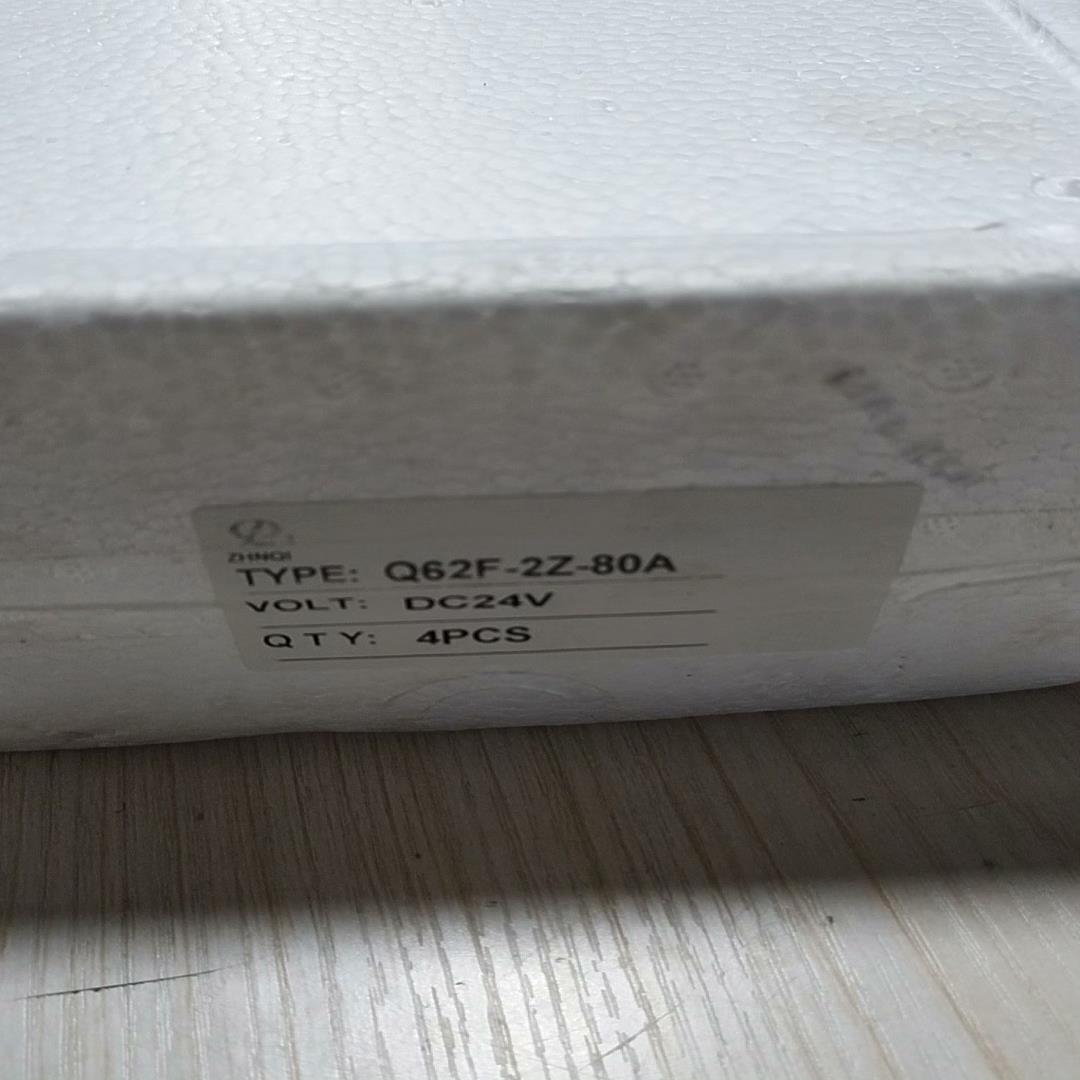 ZHNQI
TYPE: Q62F-2Z-80A
VOLT: DC24V
QTY: 4PCS